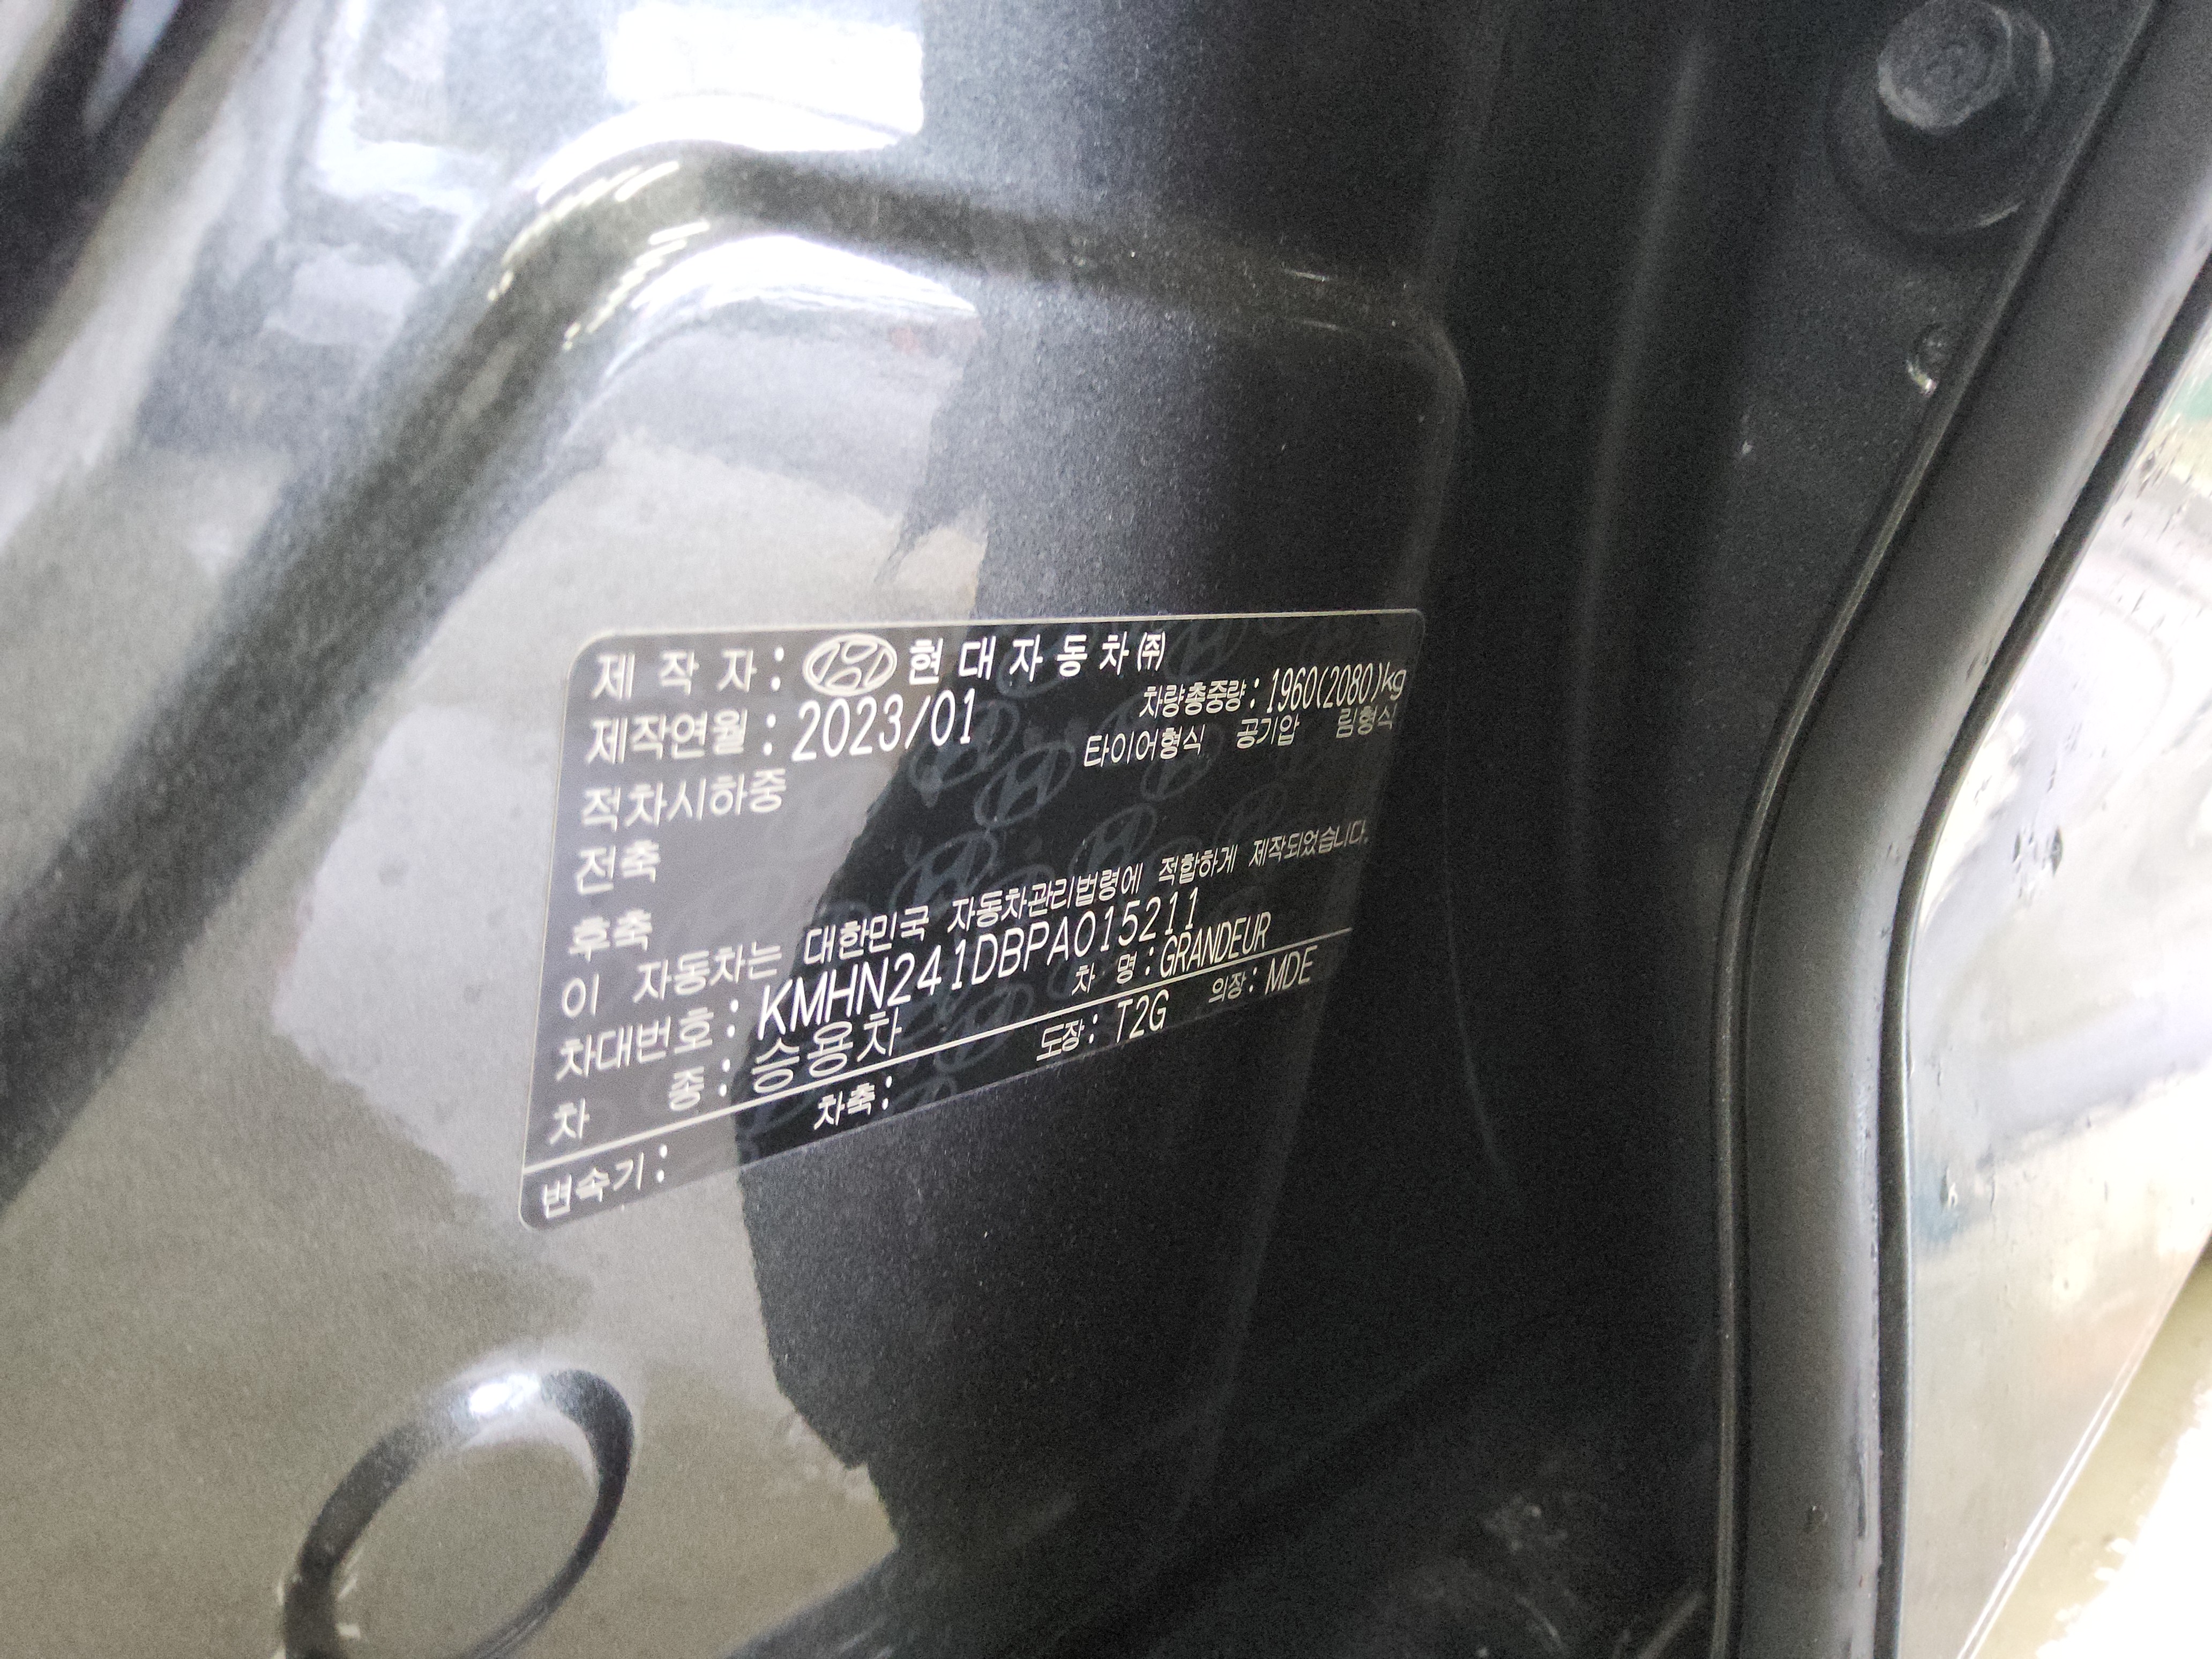 제 작 자 : 현 대 자 동 차 ㈜
제작연월 : 2023/01 차량총중량 : 1960(2080)kg
적차시하중 타이어형식 공기압 림형식
전축
후축
이 자동차는 대한민국 자동차관리법령에 적합하게 제작되었습니다.
차대번호 : KMHN241DBPA015211
차 종 : 승용차 차 명 : GRANDEUR
변속기 : 차축 : 도장 : T2G 의장 : MDE